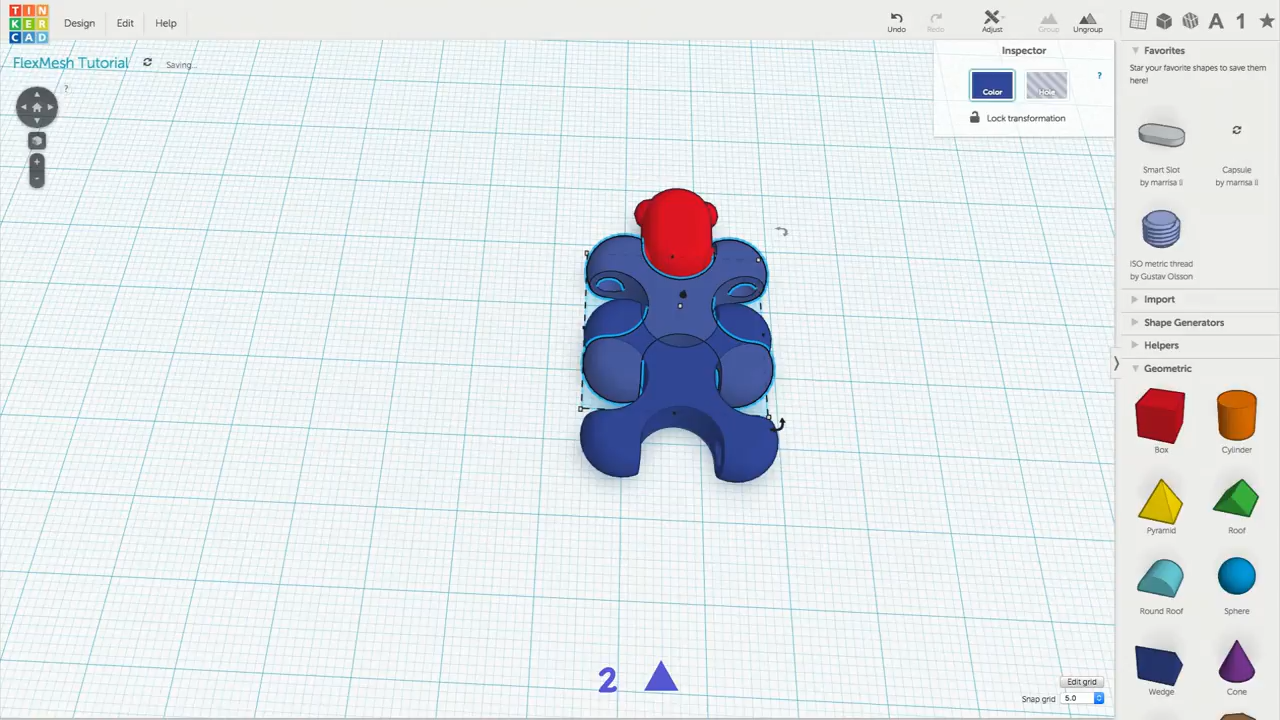 TIN
KER
CAD
Design
Edit
Help
Undo
Redo
Adjust
Group
Ungroup
A 1
FlexMesh Tutorial
Saving...
?
Inspector
Color
Hole
?
Lock transformation
Favorites
Star your favorite shapes to save them
here!
Smart Slot
by marrisa ll
Capsule
by marrisa ll
ISO metric thread
by Gustav Olsson
Import
Shape Generators
Helpers
Geometric
Box
Cylinder
Pyramid
Roof
Round Roof
Sphere
Wedge
Cone
2
Edit grid
Snap grid
5.0